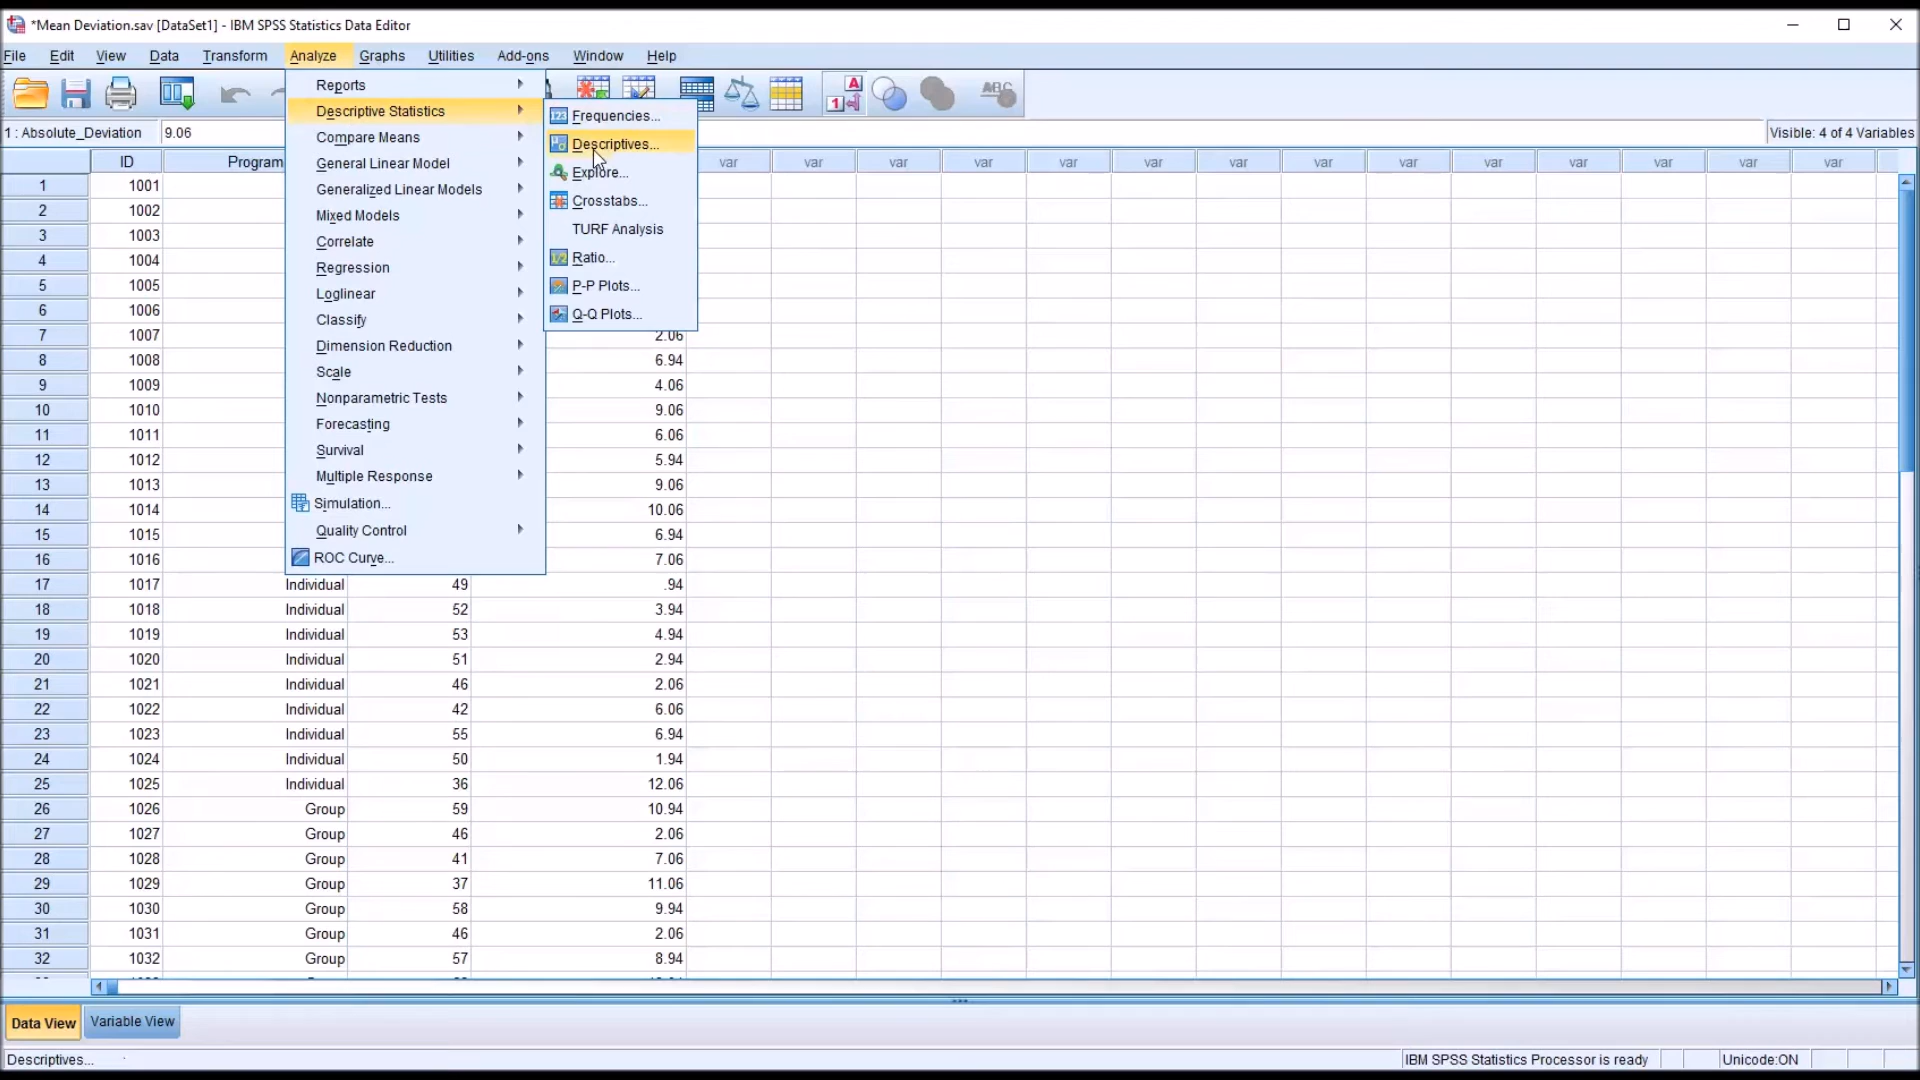 *Mean Deviation.sav [DataSet1] - IBM SPSS Statistics Data Editor
File Edit View Data Transform Analyze Graphs Utilities Add-ons Window Help
1 : Absolute_Deviation 9.06 Visible: 4 of 4 Variables
Reports
Descriptive Statistics
Compare Means
General Linear Model
Generalized Linear Models
Mixed Models
Correlate
Regression
Loglinear
Classify
Dimension Reduction
Scale
Nonparametric Tests
Forecasting
Survival
Multiple Response
Simulation...
Quality Control
ROC Curve...
Frequencies...
Descriptives...
Explore...
Crosstabs...
TURF Analysis
Ratio...
P-P Plots...
Q-Q Plots...
A
1
ABC
ID Program var var var var var var var var var var var var var var
1 1001
2 1002
3 1003
4 1004
5 1005
6 1006
7 1007 2.06
8 1008 6.94
9 1009 4.06
10 1010 9.06
11 1011 6.06
12 1012 5.94
13 1013 9.06
14 1014 10.06
15 1015 6.94
16 1016 7.06
17 1017 Individual 49 .94
18 1018 Individual 52 3.94
19 1019 Individual 53 4.94
20 1020 Individual 51 2.94
21 1021 Individual 46 2.06
22 1022 Individual 42 6.06
23 1023 Individual 55 6.94
24 1024 Individual 50 1.94
25 1025 Individual 36 12.06
26 1026 Group 59 10.94
27 1027 Group 46 2.06
28 1028 Group 41 7.06
29 1029 Group 37 11.06
30 1030 Group 58 9.94
31 1031 Group 46 2.06
32 1032 Group 57 8.94
Data View Variable View
Descriptives... IBM SPSS Statistics Processor is ready Unicode:ON